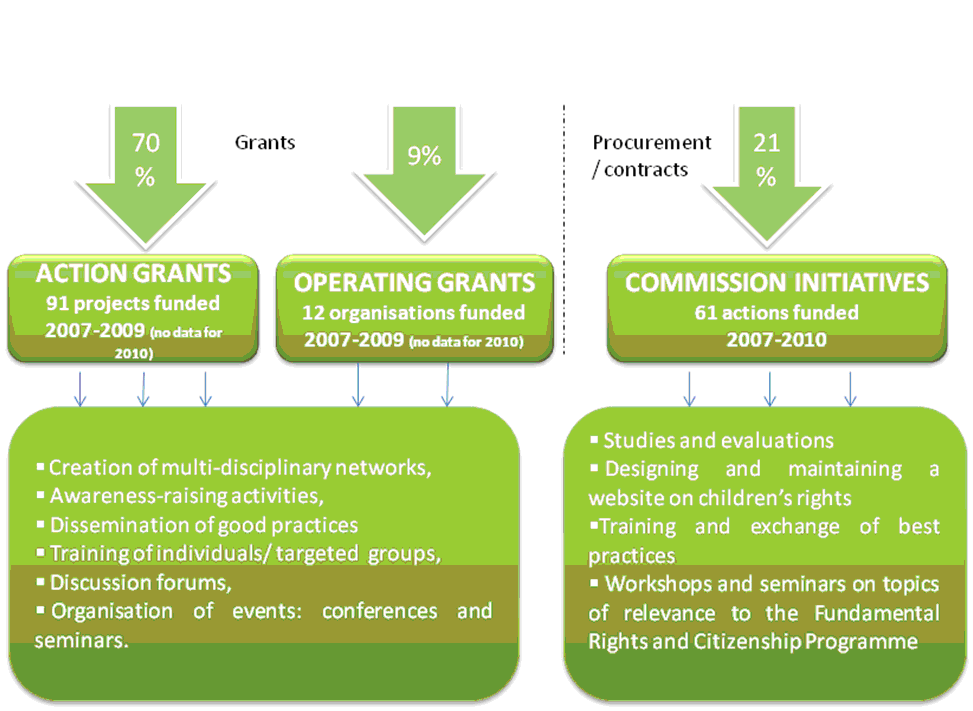 70
%
Grants
9%
Procurement
/ contracts
21
%
ACTION GRANTS
91 projects funded
2007-2009 (no data for
2010)
OPERATING GRANTS
12 organisations funded
2007-2009 (no data for 2010)
COMMISSION INITIATIVES
61 actions funded
2007-2010
▪ Creation of multi-disciplinary networks,
▪ Awareness-raising activities,
▪ Dissemination of good practices
▪ Training of individuals/ targeted groups,
▪ Discussion forums,
▪ Organisation of events: conferences and
seminars.
▪ Studies and evaluations
▪ Designing and maintaining a
website on children’s rights
▪Training and exchange of best
practices
▪ Workshops and seminars on topics
of relevance to the Fundamental
Rights and Citizenship Programme